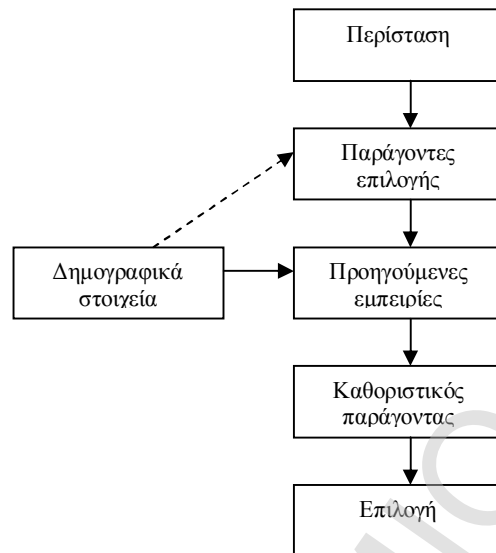 Περίσταση
Παράγοντες
επιλογής
Δημογραφικά
στοιχεία
Προηγούμενες
εμπειρίες
Καθοριστικός
παράγοντας
Επιλογή